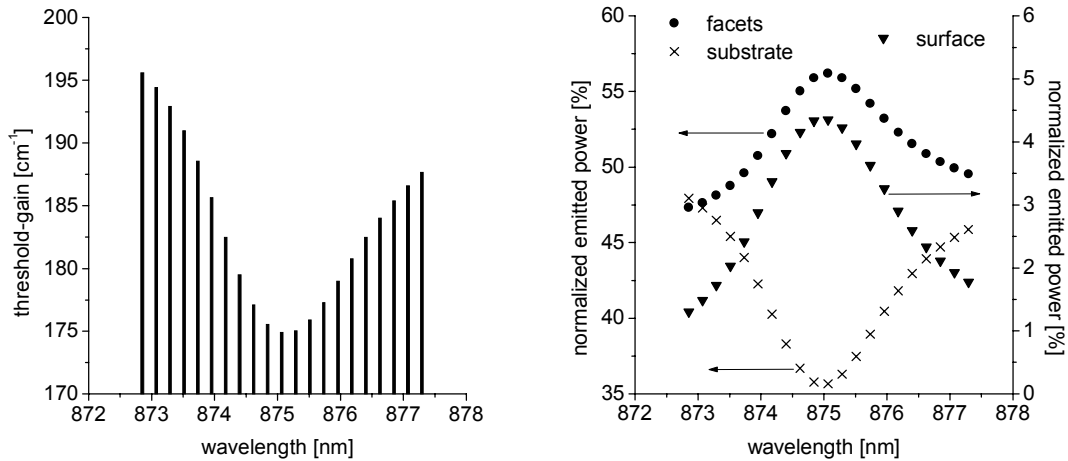 200
195
190
185
180
175
170
872 873 874 875 876 877 878
threshold-gain [cm-1]
wavelength [nm]
facets
substrate
surface
60
55
50
45
40
35
6
5
4
3
2
1
0
872 873 874 875 876 877 878
normalized emitted power [%]
normalized emitted power [%]
wavelength [nm]